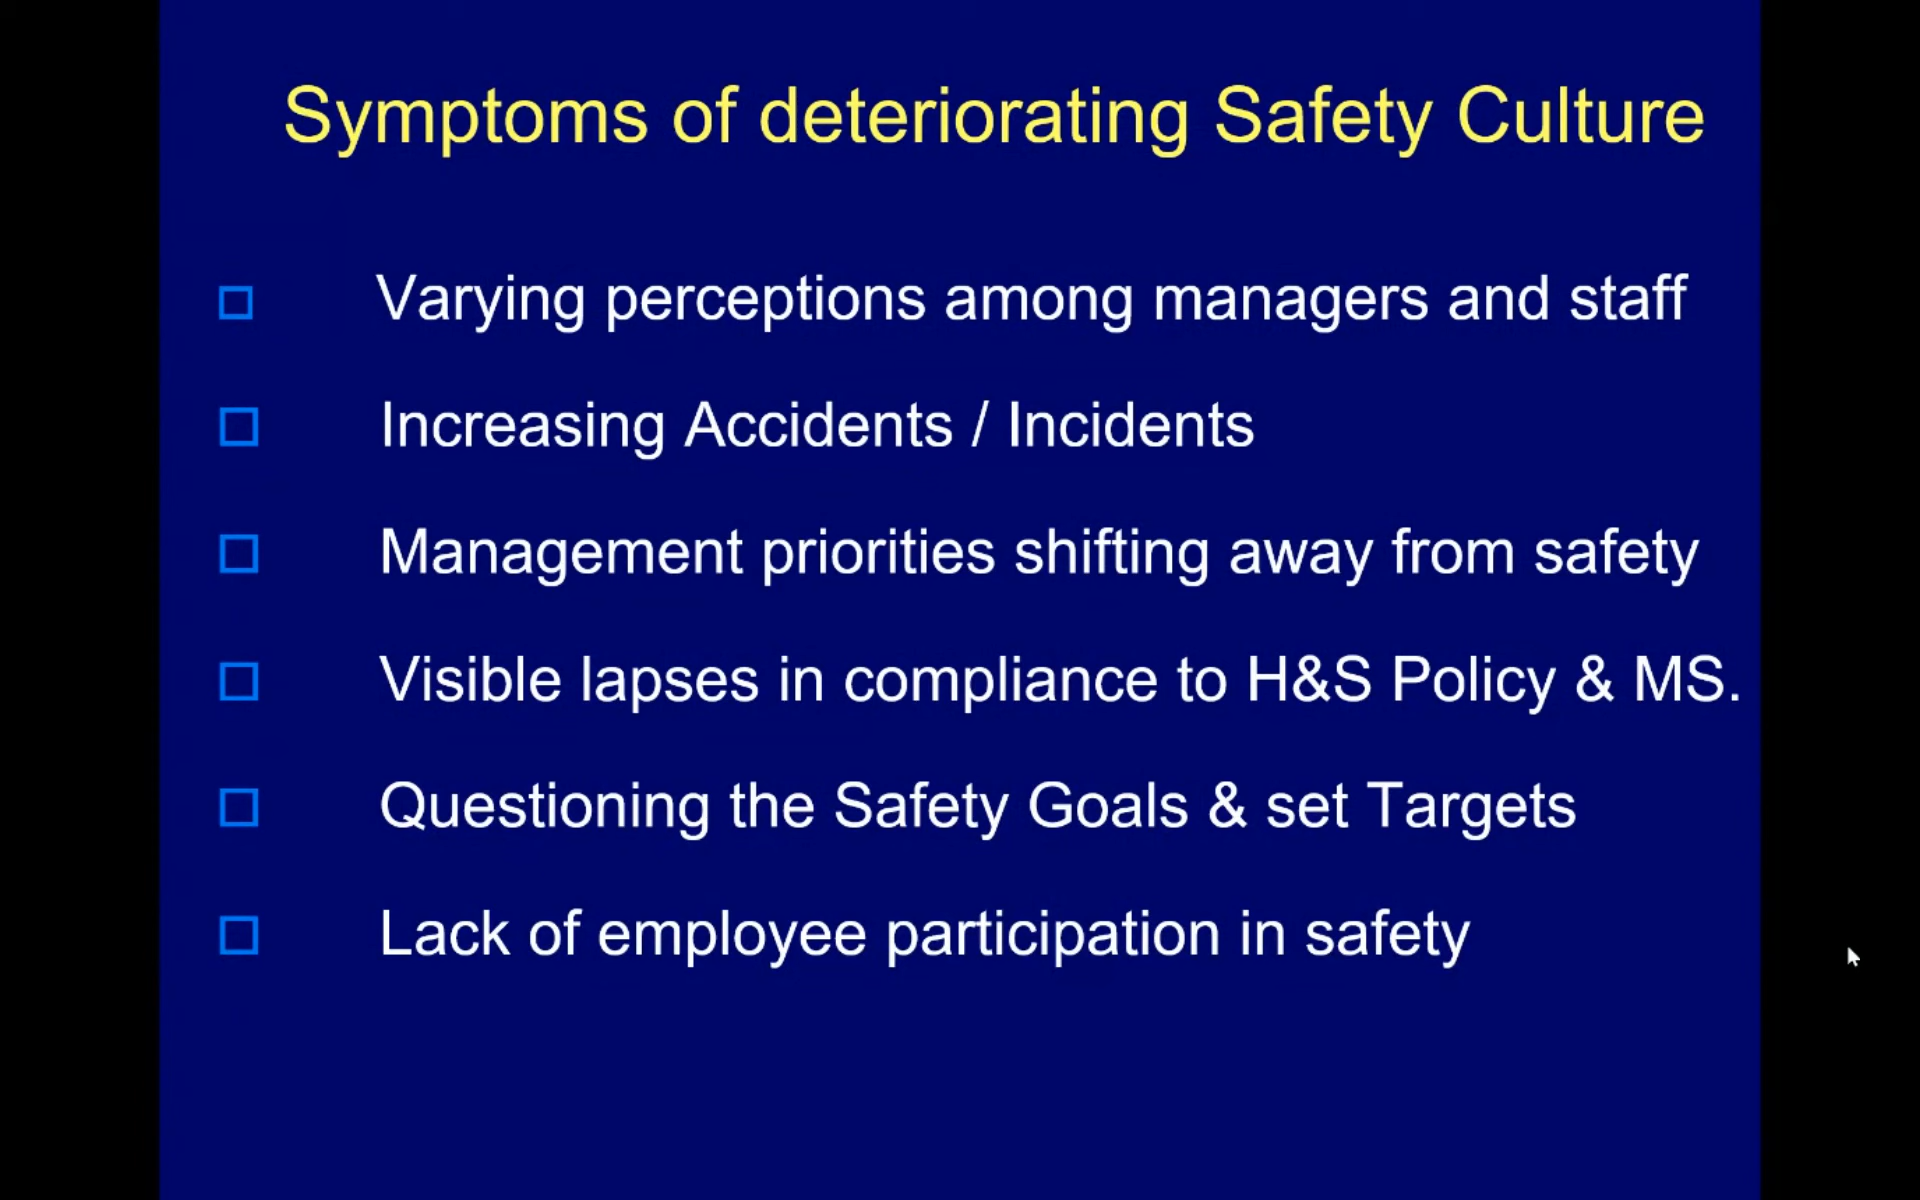 Symptoms of deteriorating Safety Culture
Varying perceptions among managers and staff
Increasing Accidents / Incidents
Management priorities shifting away from safety
Visible lapses in compliance to H&S Policy & MS.
Questioning the Safety Goals & set Targets
Lack of employee participation in safety